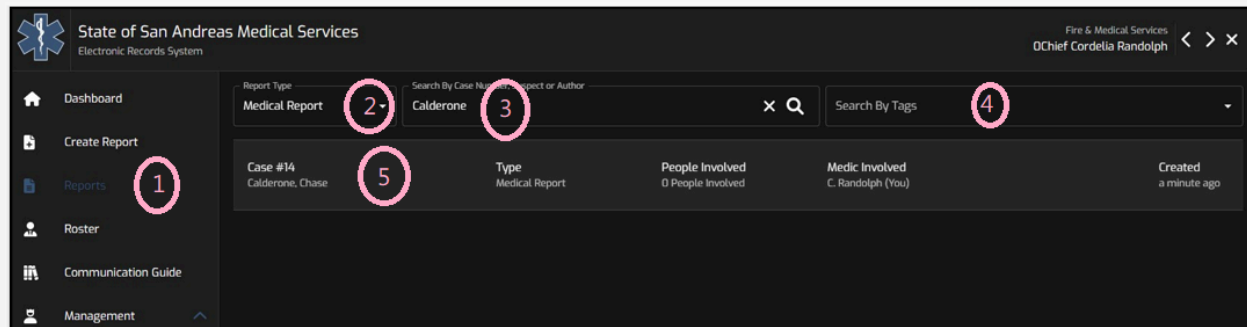 State of San Andreas Medical Services
Electronic Records System
Fire & Medical Services
0Chief Cordelia Randolph
Dashboard
Create Report
Reports
1
Roster
Communication Guide
Management
Report Type
Medical Report
2
Search By Case Number, Suspect or Author
Calderone
3
Search By Tags
4
Case #14
Calderone, Chase
5
Type
Medical Report
People Involved
0 People Involved
Medic Involved
C. Randolph (You)
Created
a minute ago